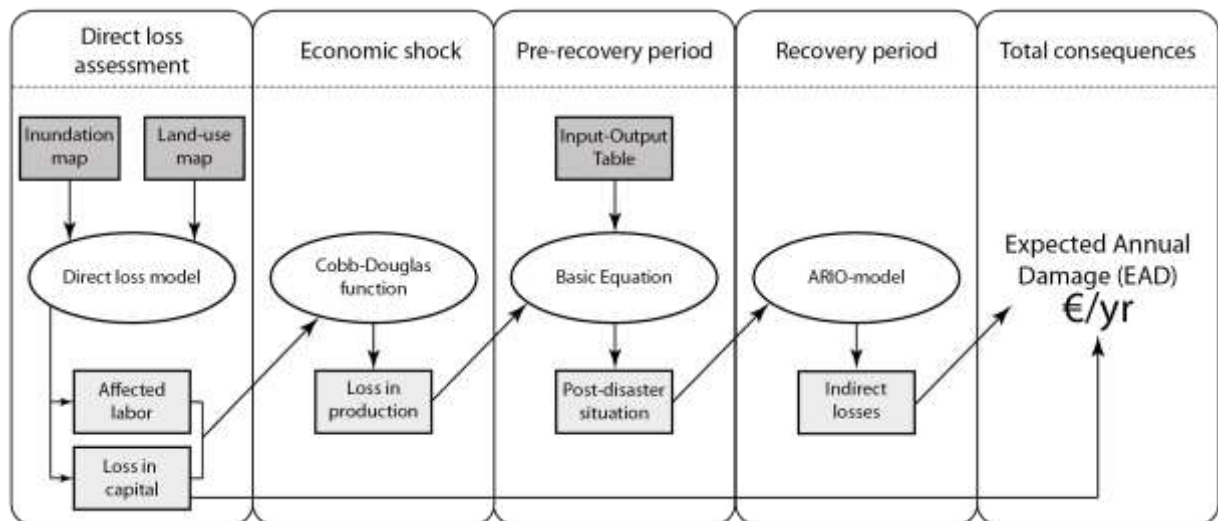 Direct loss
assessment
Economic shock
Pre-recovery period
Recovery period
Total consequences
Inundation
map
Land-use
map
Input-Output
Table
Direct loss model
Cobb-Douglas
function
Basic Equation
ARIO-model
Expected Annual
Damage (EAD)
€/yr
Affected
labor
Loss in
capital
Loss in
production
Post-disaster
situation
Indirect
losses